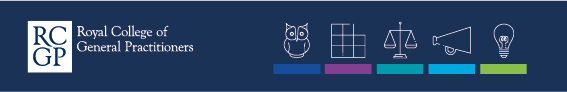 RC
GP
Royal College of
General Practitioners